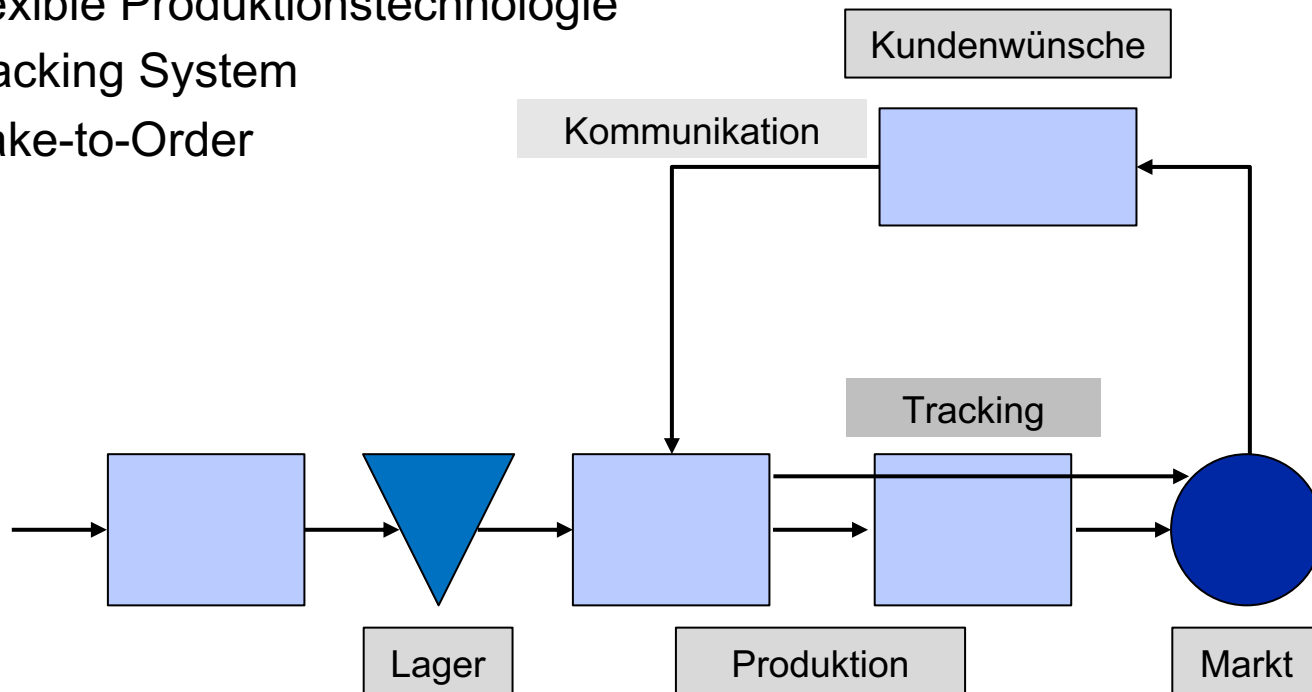 exible Produktionstechnologie
acking System
ake-to-Order
Kundenwünsche
Kommunikation
Tracking
Lager
Produktion
Markt